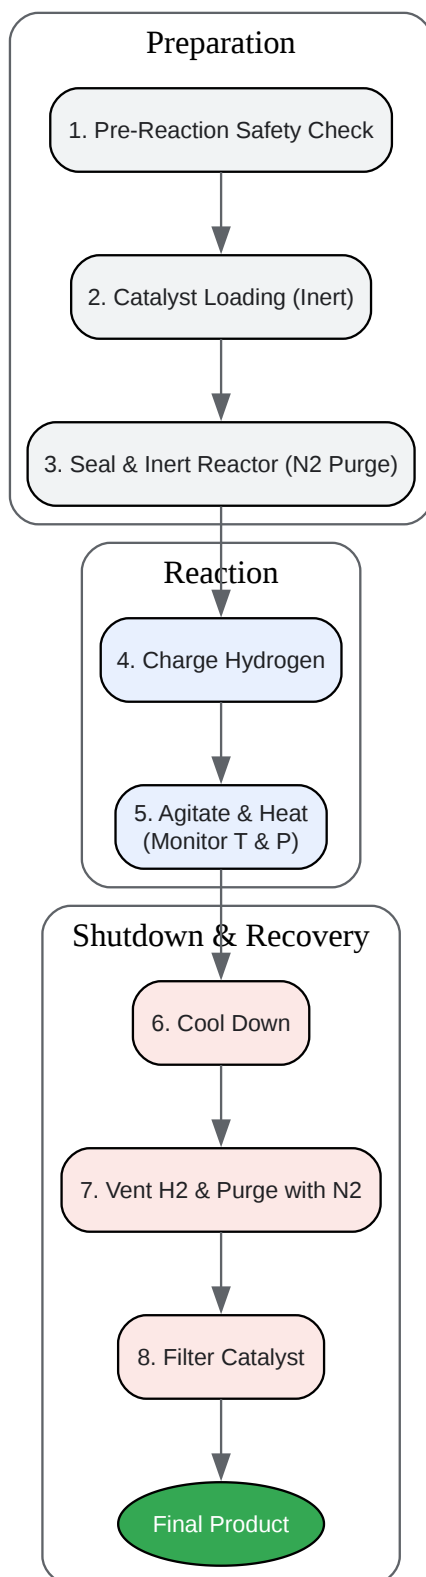 Preparation
1. Pre-Reaction Safety Check
2. Catalyst Loading (Inert)
3. Seal & Inert Reactor (N2 Purge)
Reaction
4. Charge Hydrogen
5. Agitate & Heat
(Monitor T & P)
Shutdown & Recovery
6. Cool Down
7. Vent H2 & Purge with N2
8. Filter Catalyst
Final Product